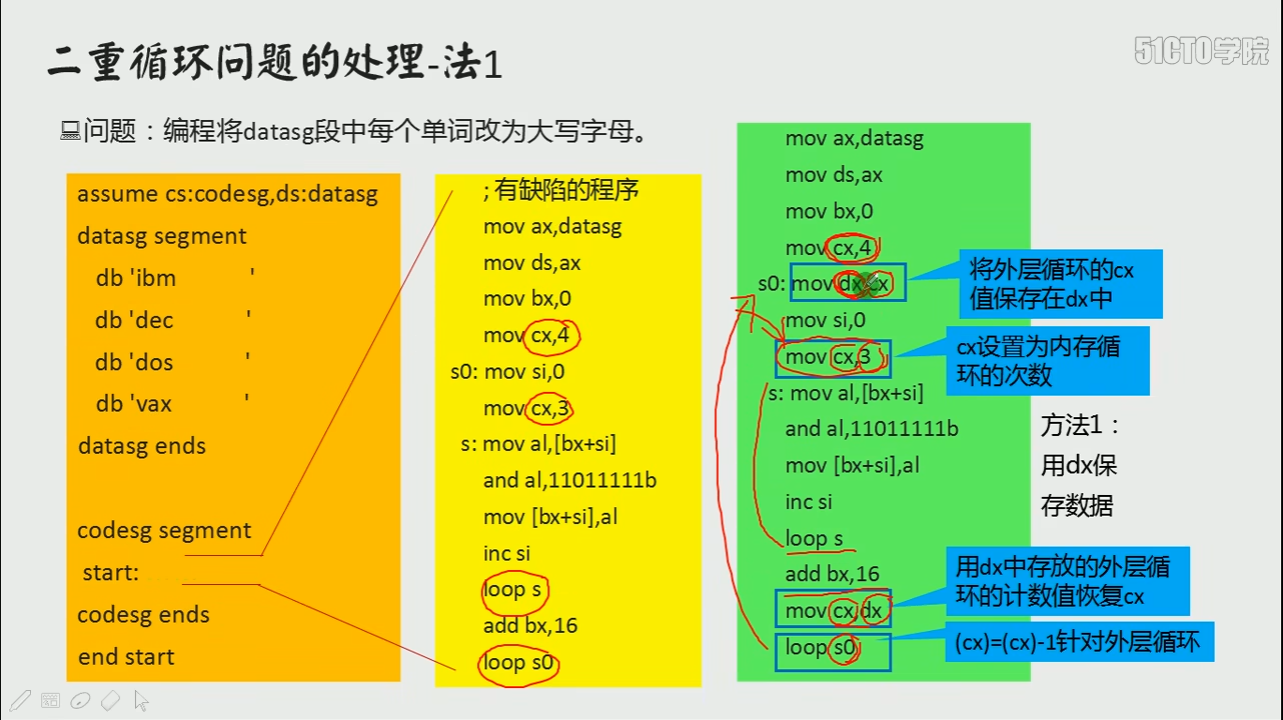 二重循环问题的处理-法1
51CTO学院
问题：编程将datasg段中每个单词改为大写字母。
assume cs:codesg,ds:datasg
datasg segment
db 'ibm '
db 'dec '
db 'dos '
db 'vax '
datasg ends
codesg segment
start:
codesg ends
end start
; 有缺陷的程序
mov ax,datasg
mov ds,ax
mov bx,0
mov cx,4
s0: mov si,0
mov cx,3
s: mov al,[bx+si]
and al,11011111b
mov [bx+si],al
inc si
loop s
add bx,16
loop s0
mov ax,datasg
mov ds,ax
mov bx,0
mov cx,4
s0: mov dx,cx
mov si,0
mov cx,3
s: mov al,[bx+si]
and al,11011111b
mov [bx+si],al
inc si
loop s
add bx,16
mov cx,dx
loop s0
将外层循环的cx
值保存在dx中
cx设置为内存循
环的次数
方法1：
用dx保
存数据
用dx中存放的外层循
环的计数值恢复cx
(cx)=(cx)-1针对外层循环